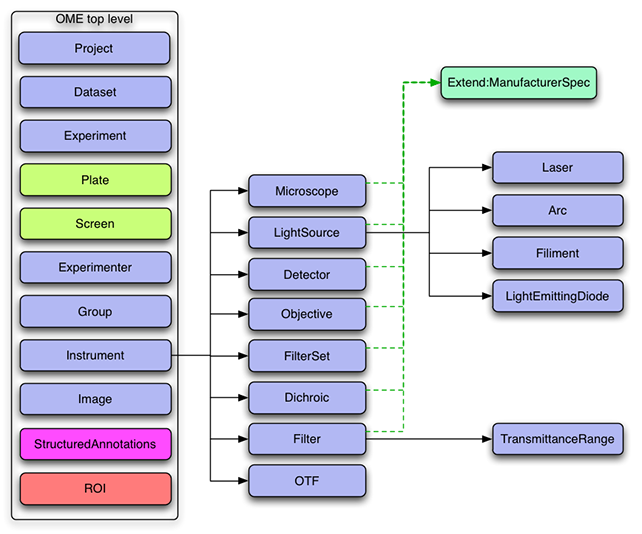 OME top level
Project
Dataset
Experiment
Plate
Screen
Experimenter
Group
Instrument
Image
StructuredAnnotations
ROI
Microscope
LightSource
Detector
Objective
FilterSet
Dichroic
Filter
OTF
Extend:ManufacturerSpec
Laser
Arc
Filiment
LightEmittingDiode
TransmittanceRange